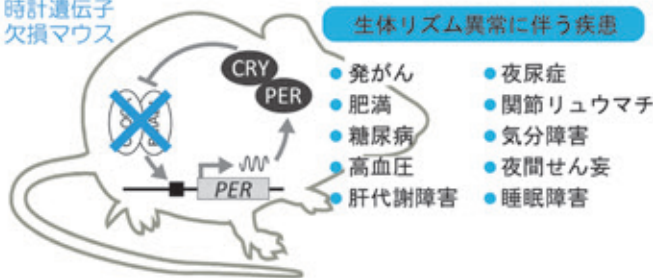 時計遺伝子
欠損マウス
CRY
PER
PER
生体リズム異常に伴う疾患
● 発がん
● 肥満
● 糖尿病
● 高血圧
● 肝代謝障害
● 夜尿症
● 関節リュウマチ
● 気分障害
● 夜間せん妄
● 睡眠障害